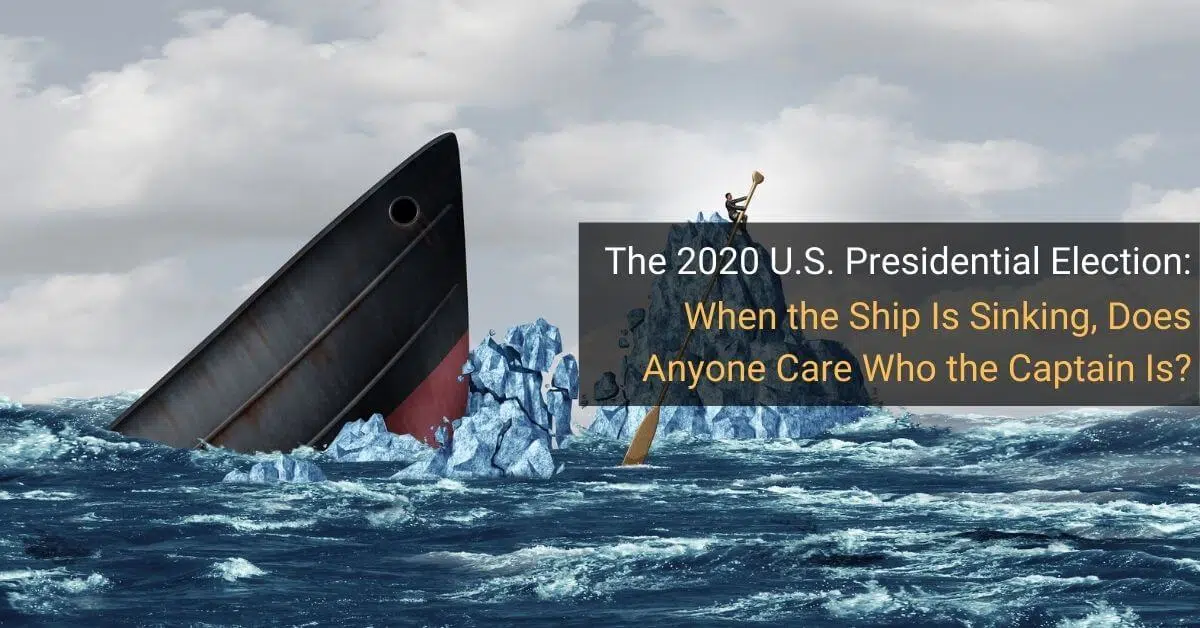 The 2020 U.S. Presidential Election:
When the Ship Is Sinking, Does
Anyone Care Who the Captain Is?